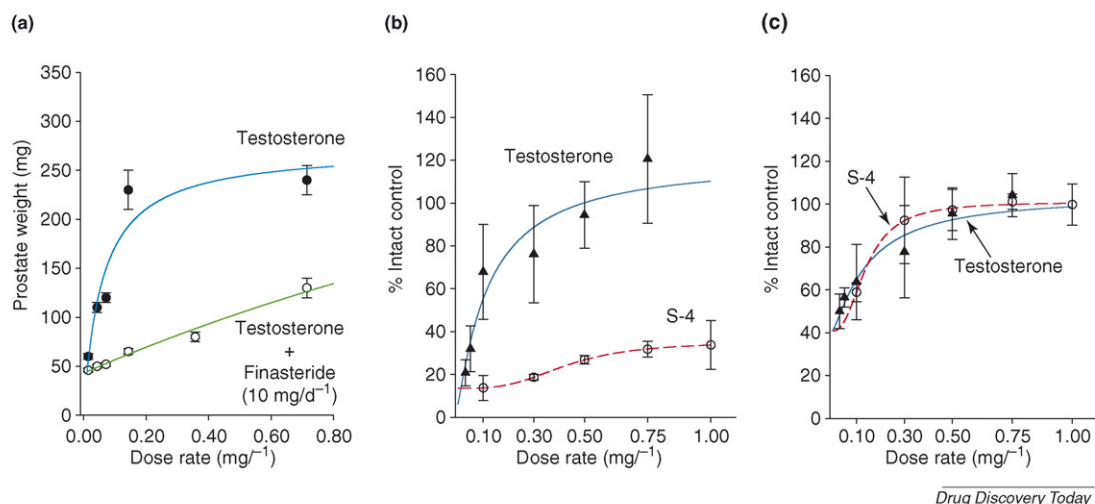 (a)
Prostate weight (mg)
350
300
250
200
150
100
50
0
0.00 0.20 0.40 0.60 0.80
Dose rate (mg/⁻¹)
Testosterone
Testosterone
+
Finasteride
(10 mg/d⁻¹)
(b)
% Intact control
160
140
120
100
80
60
40
20
0
0.10 0.30 0.50 0.75 1.00
Dose rate (mg/⁻¹)
Testosterone
S-4
(c)
% Intact control
160
140
120
100
80
60
40
20
0
0.10 0.30 0.50 0.75 1.00
Dose rate (mg/⁻¹)
S-4
Testosterone
Drug Discovery Today